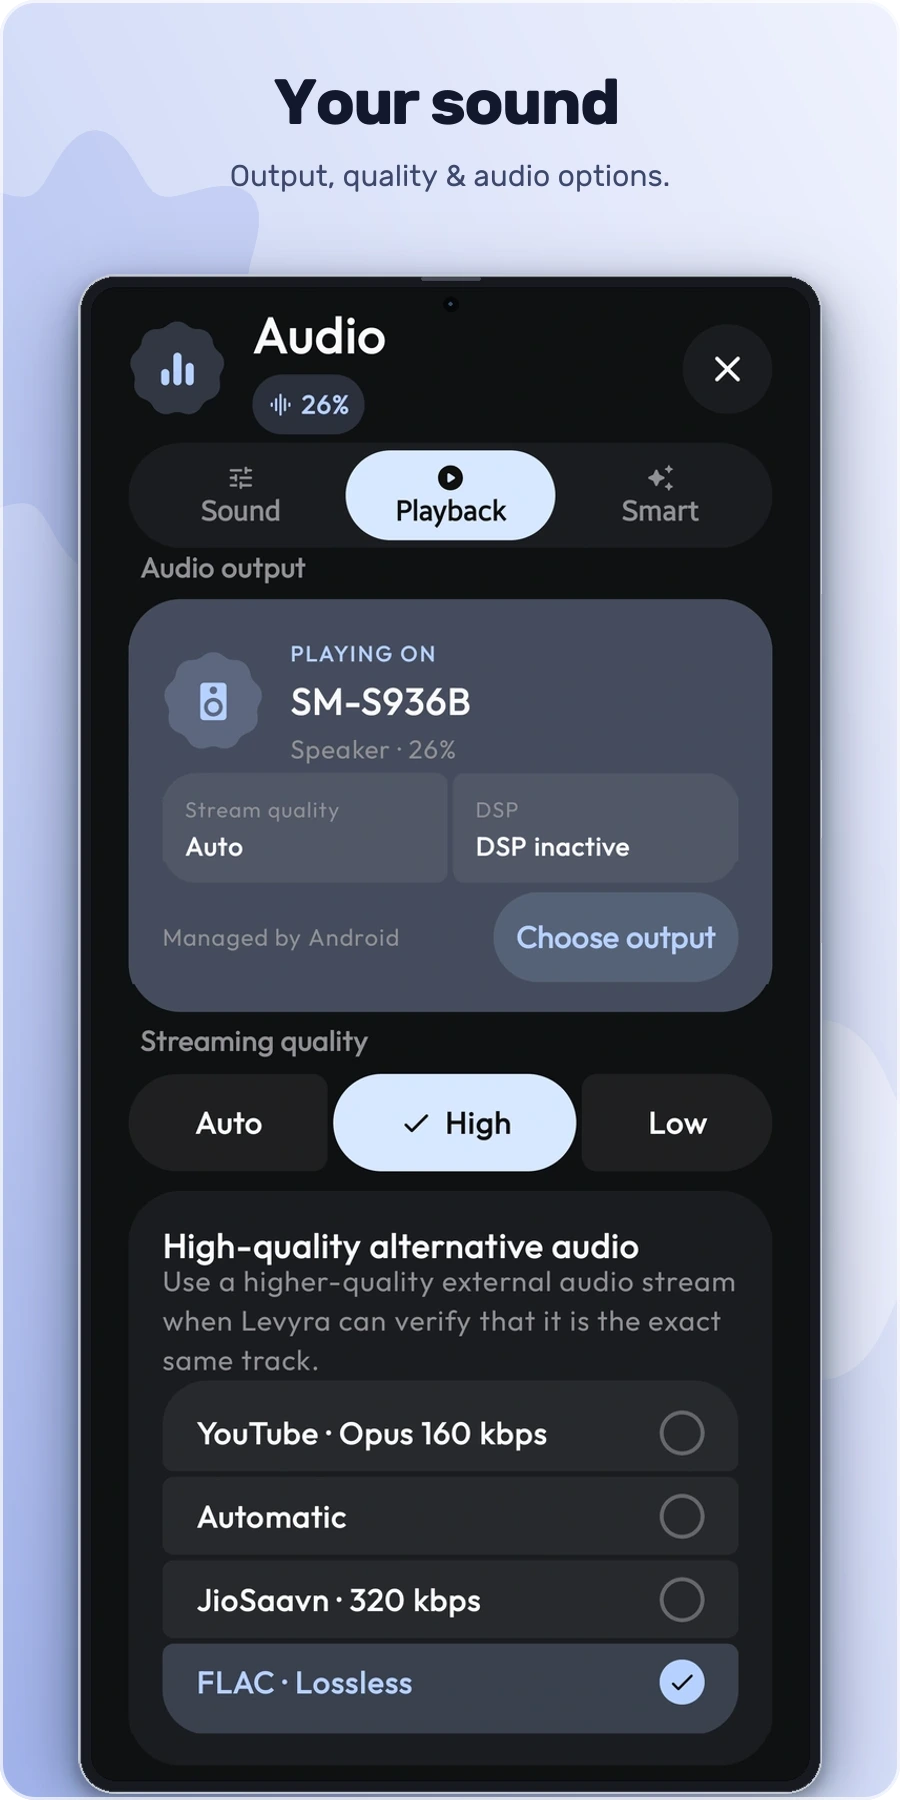 Your sound
Output, quality & audio options.
Audio
26%
Sound
Playback
Smart
Audio output
PLAYING ON
SM-S936B
Speaker · 26%
Stream quality
Auto
DSP
DSP inactive
Managed by Android
Choose output
Streaming quality
Auto
High
Low
High-quality alternative audio
Use a higher-quality external audio stream
when Levyra can verify that it is the exact
same track.
YouTube · Opus 160 kbps
Automatic
JioSaavn · 320 kbps
FLAC · Lossless